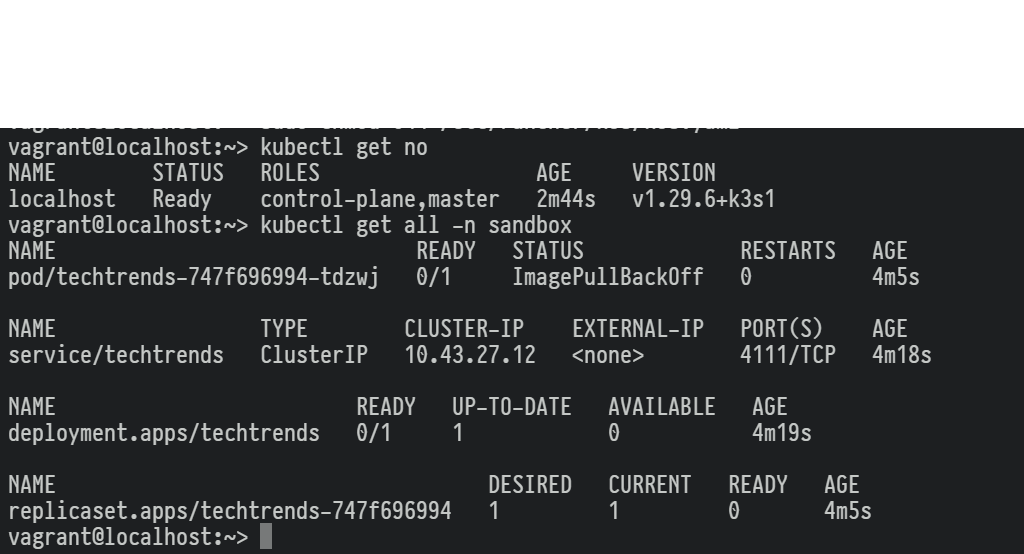 vagrant@localhost:~> kubectl get no
NAME STATUS ROLES AGE VERSION
localhost Ready control-plane,master 2m44s v1.29.6+k3s1
vagrant@localhost:~> kubectl get all -n sandbox
NAME READY STATUS RESTARTS AGE
pod/techtrends-747f696994-tdzwj 0/1 ImagePullBackOff 0 4m5s
NAME TYPE CLUSTER-IP EXTERNAL-IP PORT(S) AGE
service/techtrends ClusterIP 10.43.27.12 <none> 4111/TCP 4m18s
NAME READY UP-TO-DATE AVAILABLE AGE
deployment.apps/techtrends 0/1 1 0 4m19s
NAME DESIRED CURRENT READY AGE
replicaset.apps/techtrends-747f696994 1 1 0 4m5s
vagrant@localhost:~>